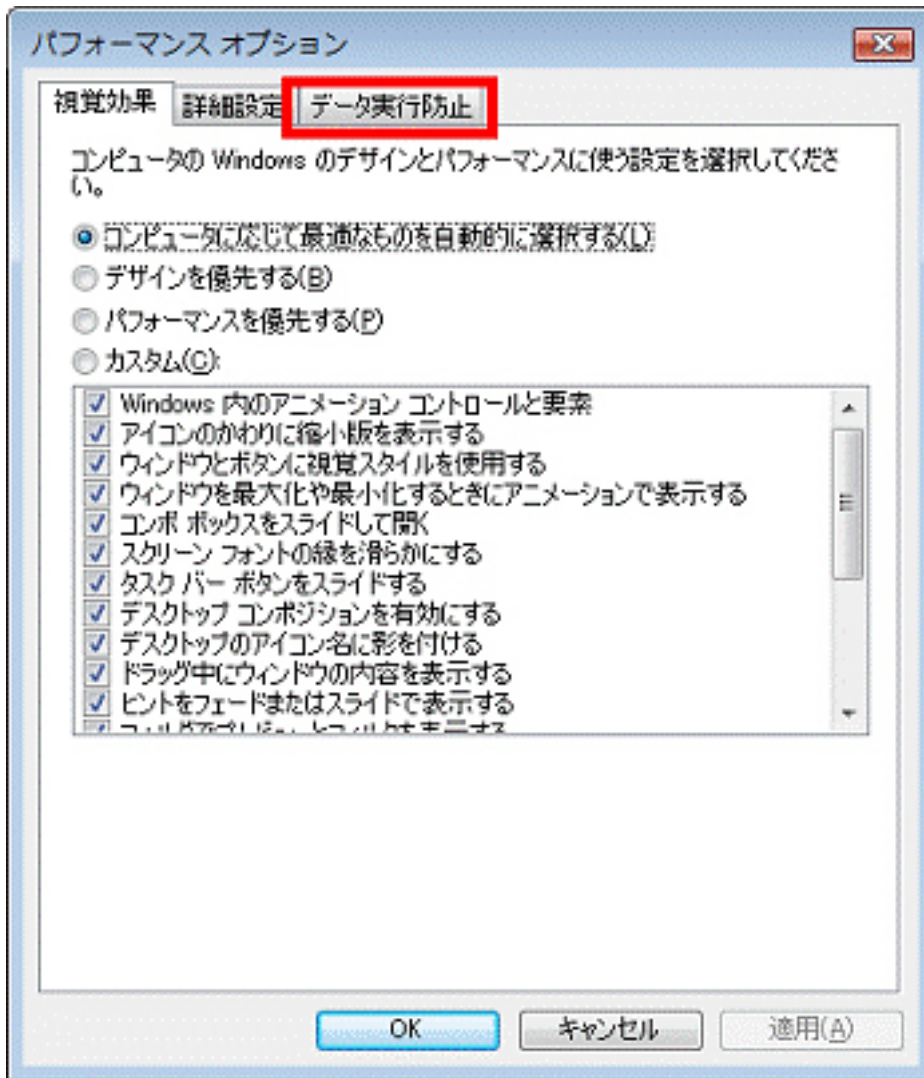 パフォーマンス オプション
視覚効果 詳細設定 データ実行防止
コンピュータの Windows のデザインとパフォーマンスに使う設定を選択してくださ
い。
コンピュータに応じて最適なものを自動的に選択する(L)
デザインを優先する(B)
パフォーマンスを優先する(P)
カスタム(C):
Windows 内のアニメーション コントロールと要素
アイコンのかわりに縮小版を表示する
ウィンドウとボタンに視覚スタイルを使用する
ウィンドウを最大化や最小化するときにアニメーションで表示する
コンボ ボックスをスライドして開く
スクリーン フォントの縁を滑らかにする
タスク バー ボタンをスライドする
デスクトップ コンポジションを有効にする
デスクトップのアイコン名に影を付ける
ドラッグ中にウィンドウの内容を表示する
ヒントをフェードまたはスライドで表示する
OK キャンセル 適用(A)